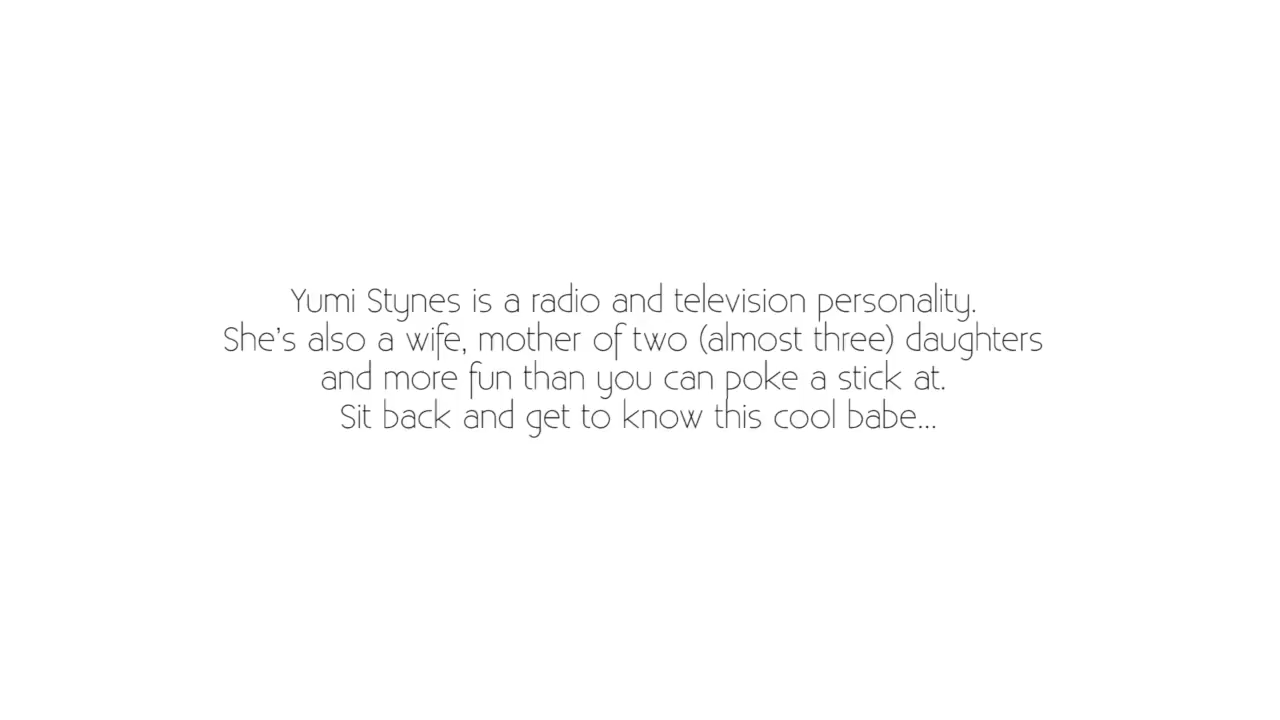 Yumi Stynes is a radio and television personality.
She's also a wife, mother of two (almost three) daughters
and more fun than you can poke a stick at.
Sit back and get to know this cool babe...